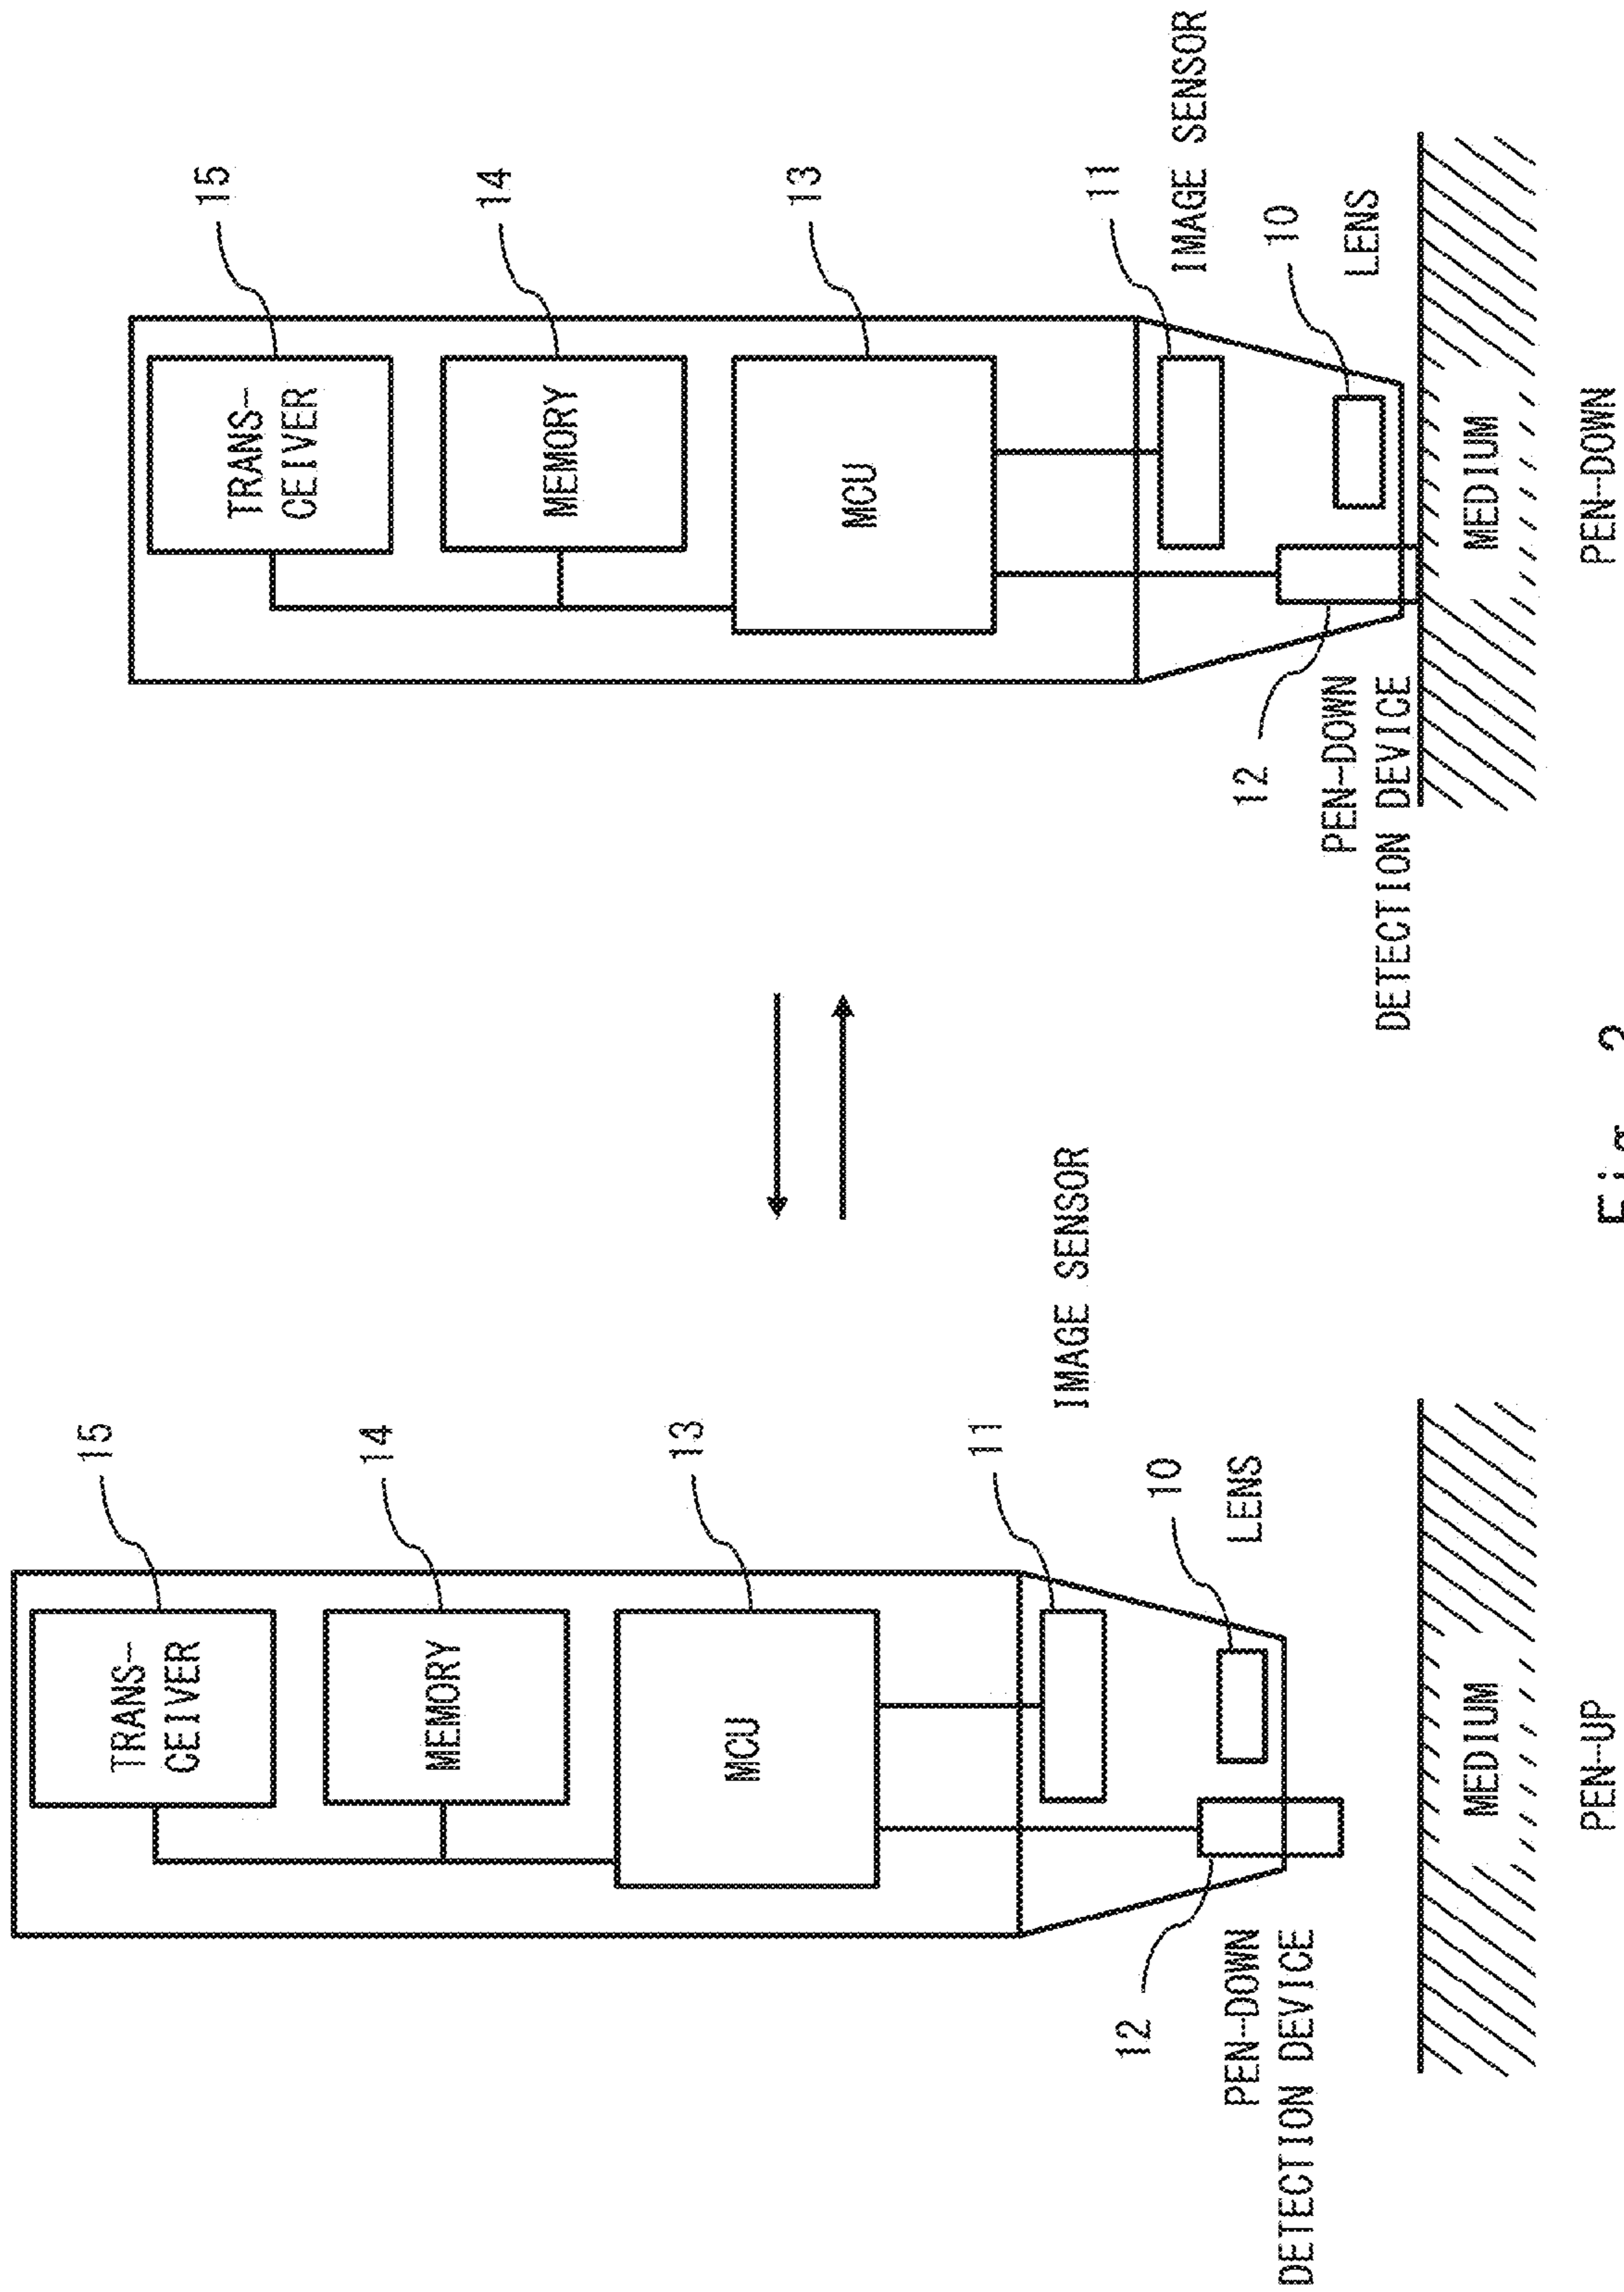 15
TRANS-
CEIVER
14
MEMORY
13
MCU
11
IMAGE SENSOR
10
LENS
12
PEN-DOWN
DETECTION DEVICE
MEDIUM
PEN-UP
15
TRANS-
CEIVER
14
MEMORY
13
MCU
11
IMAGE SENSOR
10
LENS
12
PEN-DOWN
DETECTION DEVICE
MEDIUM
PEN-DOWN